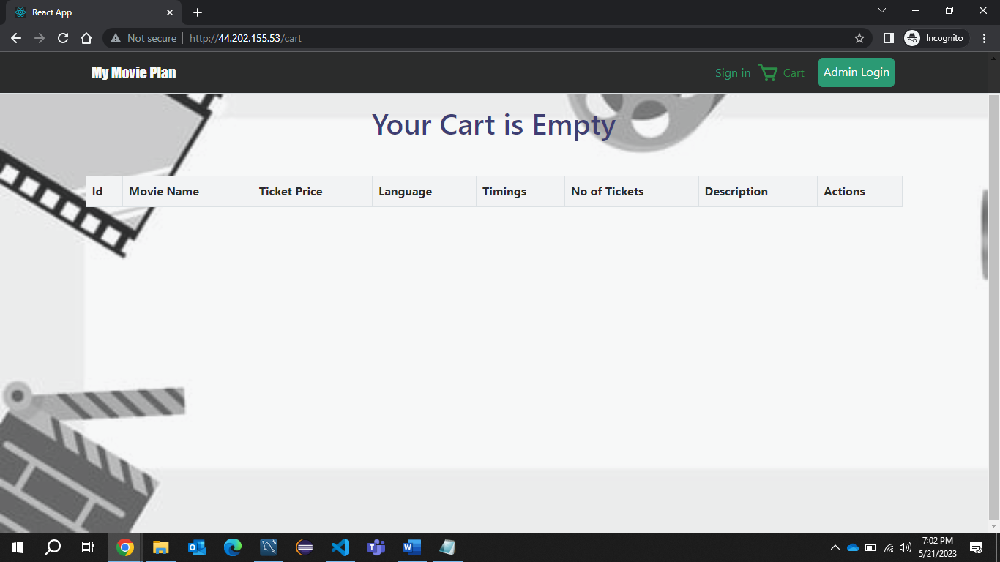 React App
Not secure http://44.202.155.53/cart Incognito
My Movie Plan Sign in Cart Admin Login
Your Cart is Empty
Id Movie Name Ticket Price Language Timings No of Tickets Description Actions
7:02 PM
5/21/2023